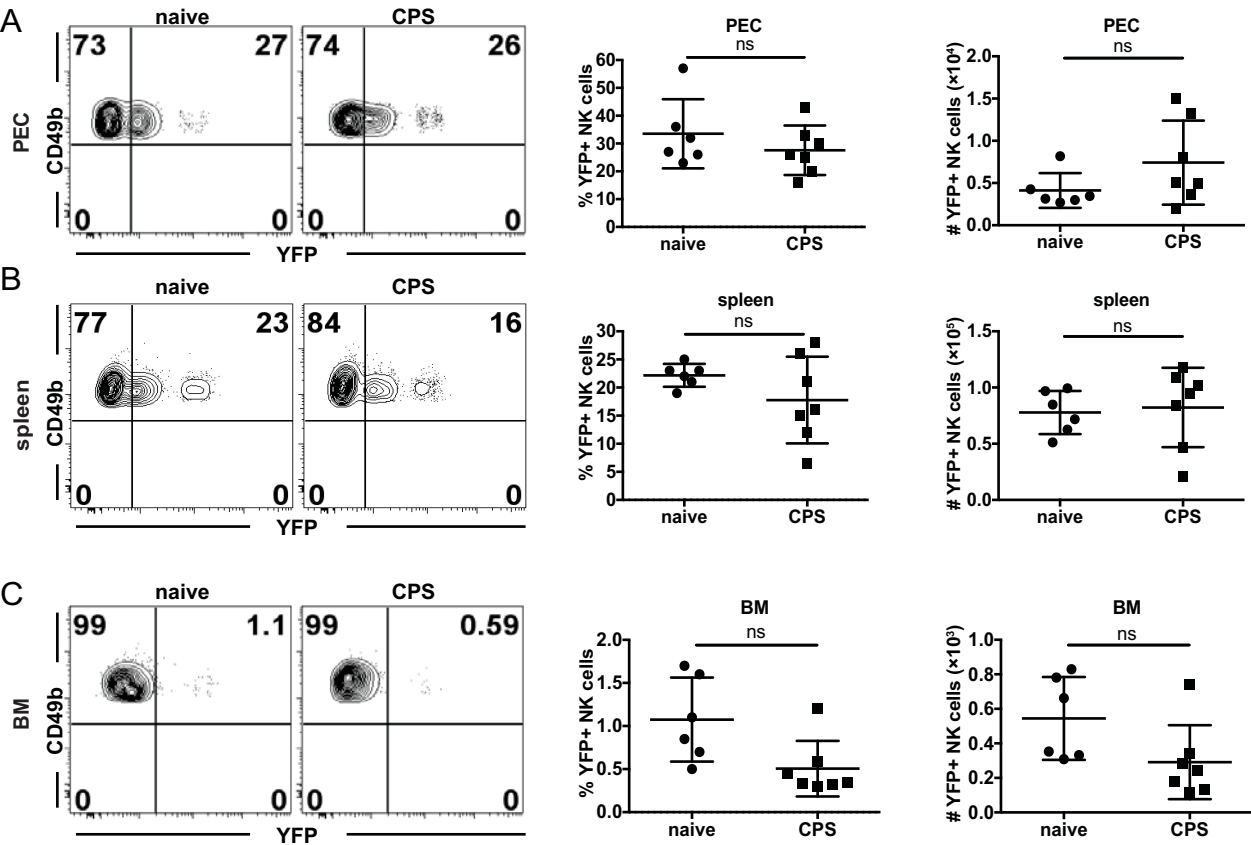 A
naive
CPS
73
27
74
26
0
0
0
0
PEC
CD49b
YFP
PEC
ns
% YFP+ NK cells
60
50
40
30
20
10
0
naive
CPS
PEC
ns
# YFP+ NK cells (×10⁴)
2.0
1.5
1.0
0.5
0.0
naive
CPS
B
naive
CPS
77
23
84
16
0
0
0
0
spleen
CD49b
YFP
spleen
ns
% YFP+ NK cells
30
25
20
15
10
5
0
naive
CPS
spleen
ns
# YFP+ NK cells (×10⁵)
1.5
1.0
0.5
0.0
naive
CPS
C
naive
CPS
99
1.1
99
0.59
0
0
0
0
BM
CD49b
YFP
BM
ns
% YFP+ NK cells
2.0
1.5
1.0
0.5
0.0
naive
CPS
BM
ns
# YFP+ NK cells (×10³)
1.0
0.8
0.6
0.4
0.2
0.0
naive
CPS